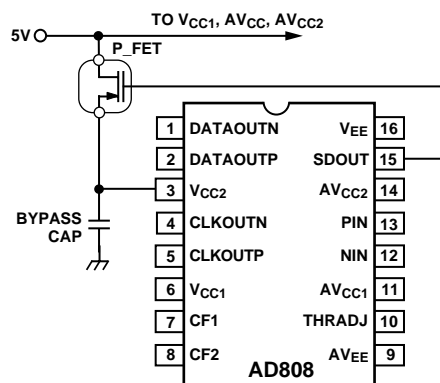 TO VCC1, AVCC, AVCC2
5V
P_FET
1 DATAOUTN
VEE 16
2 DATAOUTP
SDOUT 15
3 VCC2
AVCC2 14
BYPASS
CAP
4 CLKOUTN
PIN 13
5 CLKOUTP
NIN 12
6 VCC1
AVCC1 11
7 CF1
THRADJ 10
8 CF2
AVEE 9
AD808